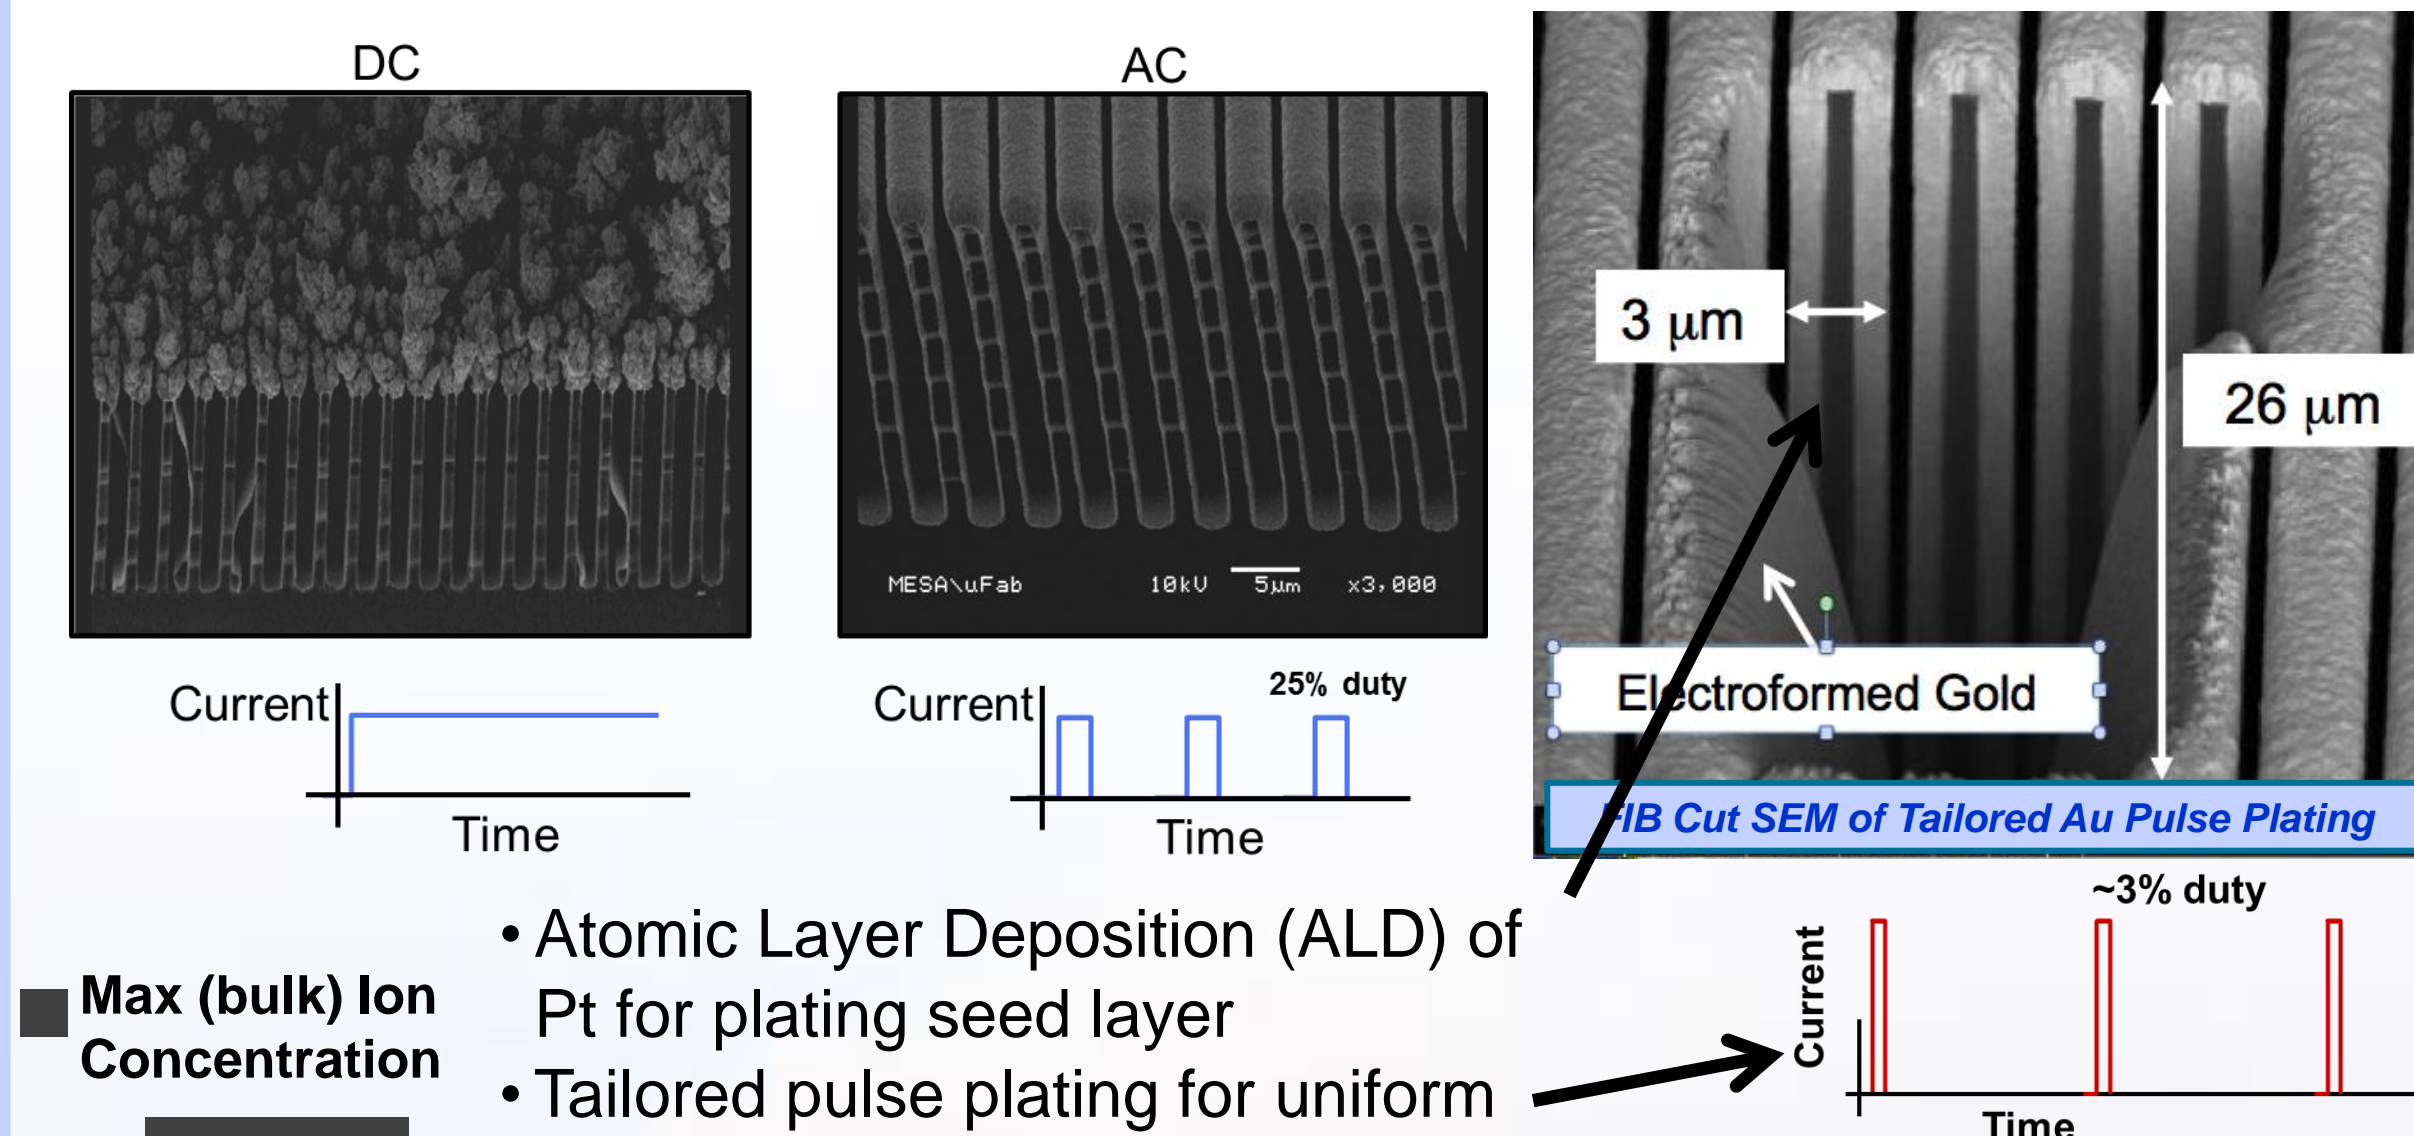 DC
AC
MESA\uFab 10kU 5µm x3,000
3 µm
26 µm
Electroformed Gold
FIB Cut SEM of Tailored Au Pulse Plating
Current
Time
Current
25% duty
Time
~3% duty
Current
Time
Max (bulk) Ion
Concentration
• Atomic Layer Deposition (ALD) of
Pt for plating seed layer
• Tailored pulse plating for uniform